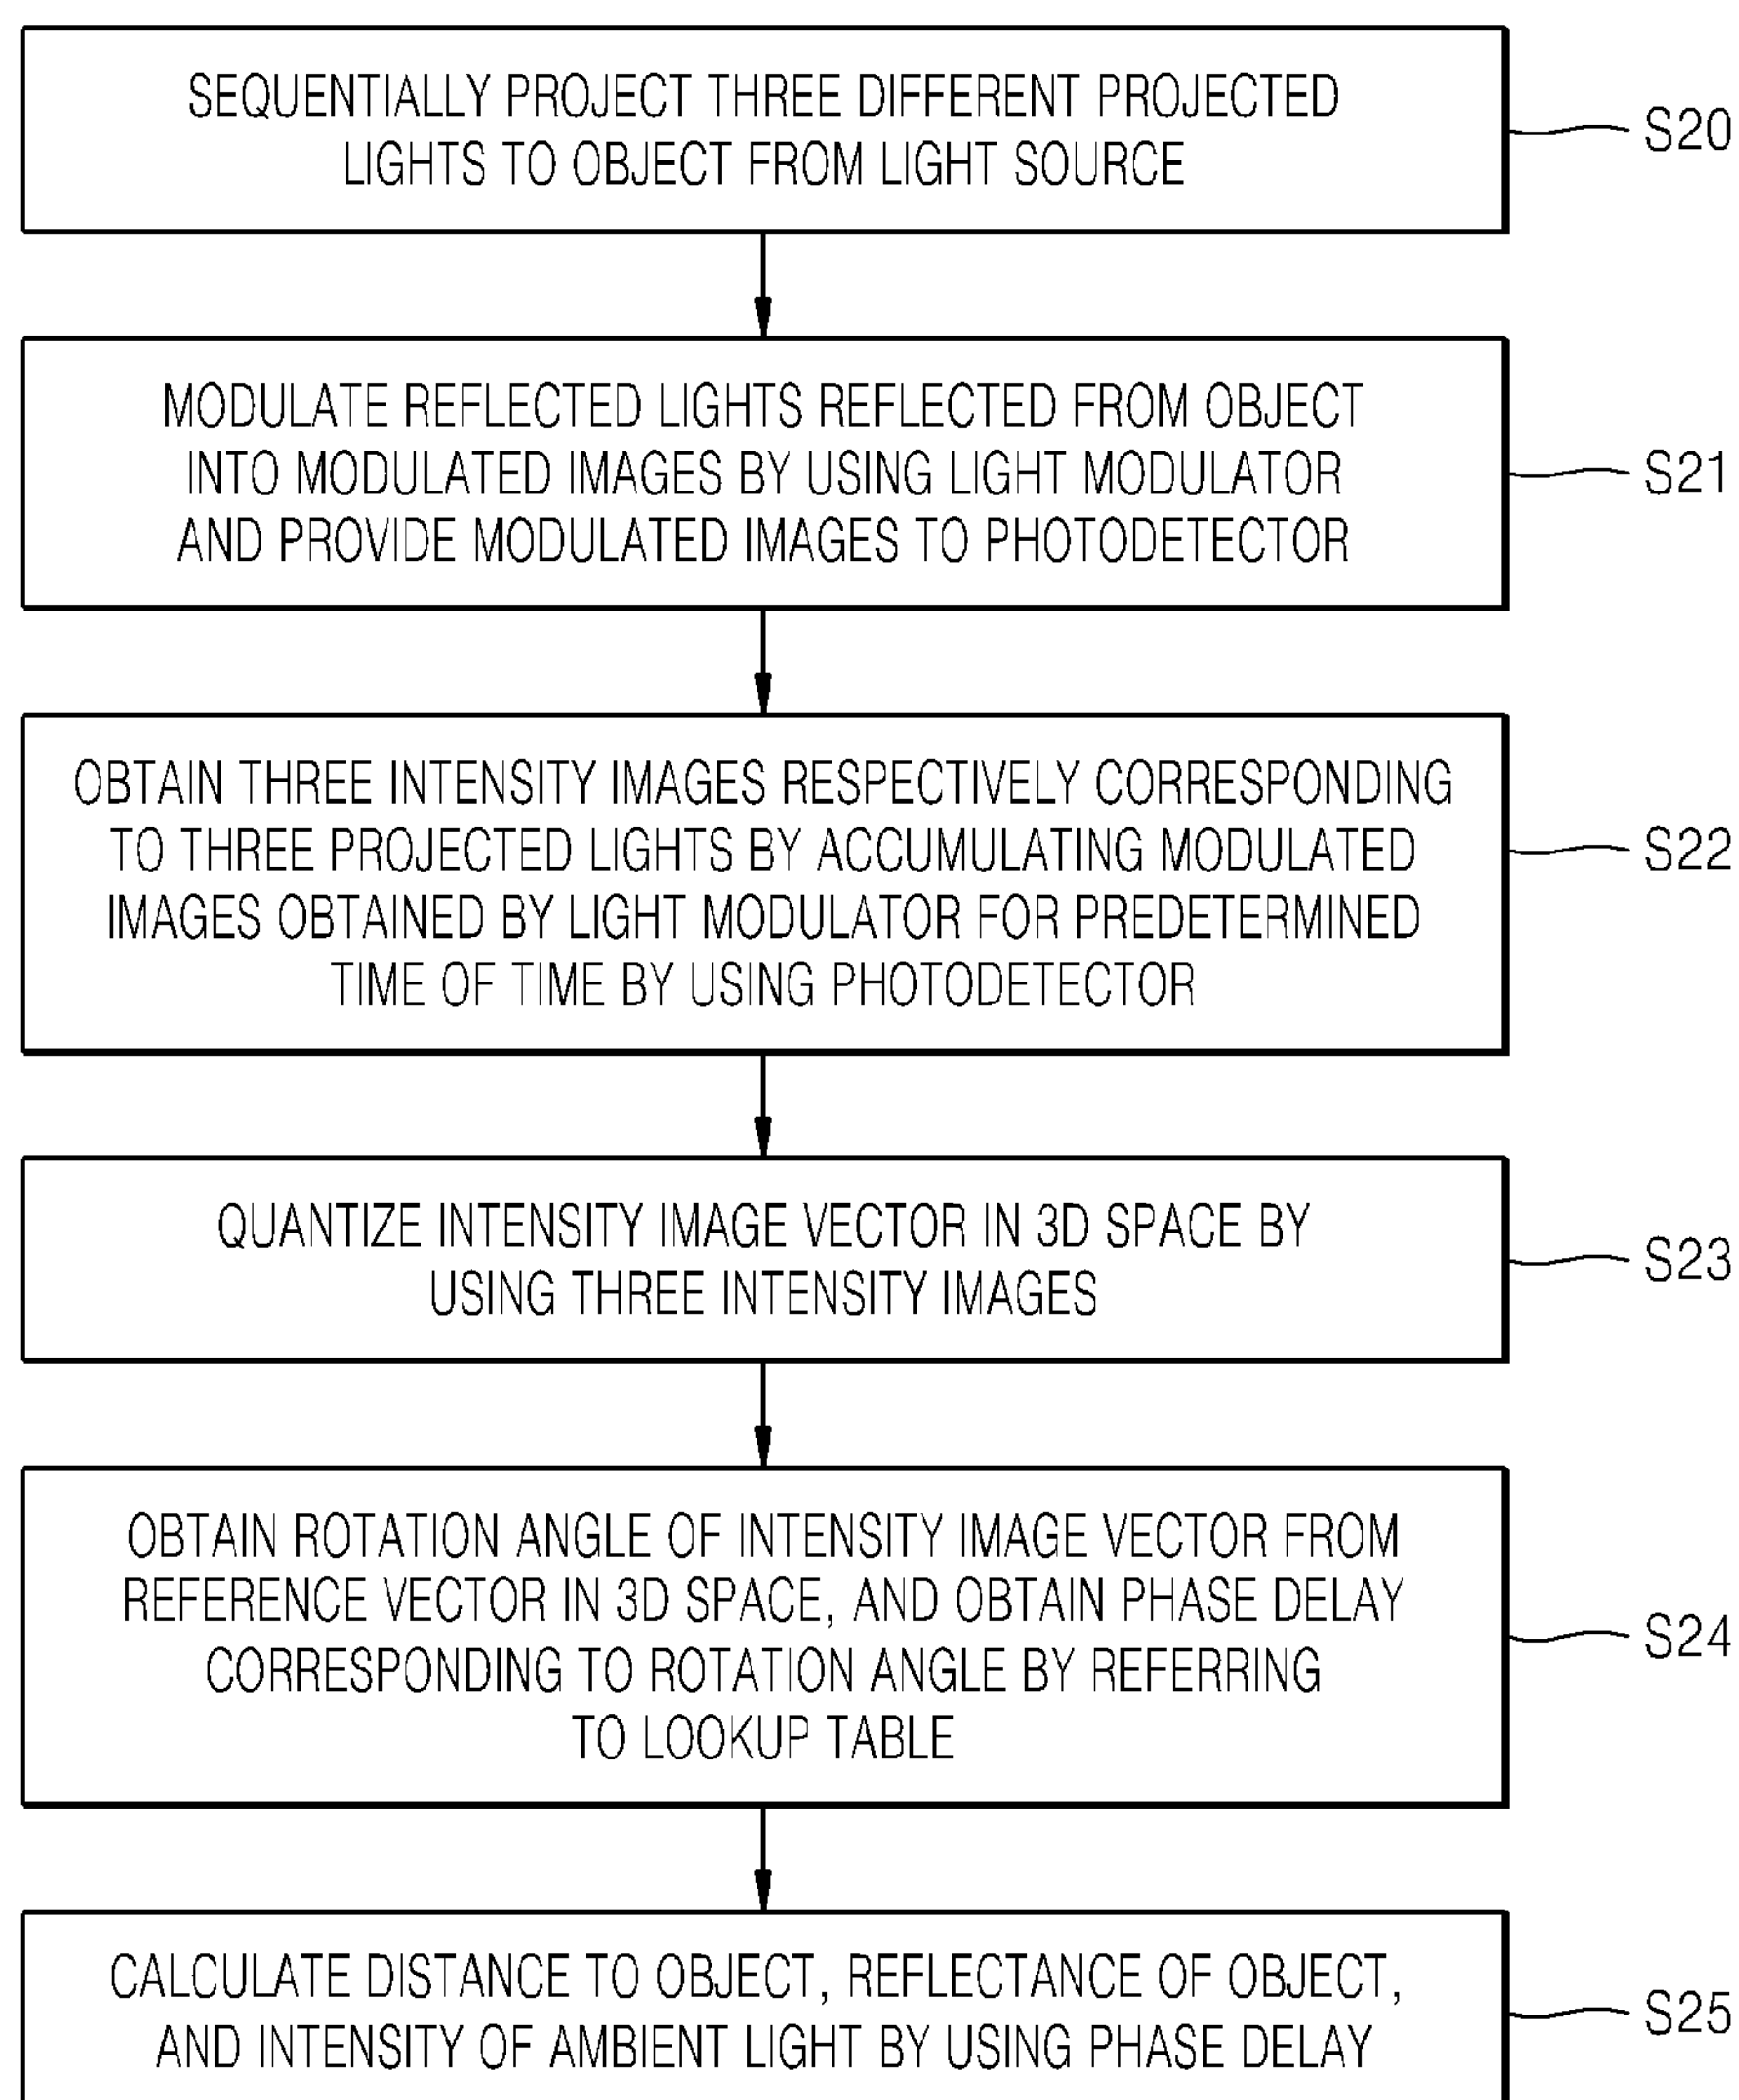 SEQUENTIALLY PROJECT THREE DIFFERENT PROJECTED
LIGHTS TO OBJECT FROM LIGHT SOURCE
S20
MODULATE REFLECTED LIGHTS REFLECTED FROM OBJECT
INTO MODULATED IMAGES BY USING LIGHT MODULATOR
AND PROVIDE MODULATED IMAGES TO PHOTODETECTOR
S21
OBTAIN THREE INTENSITY IMAGES RESPECTIVELY CORRESPONDING
TO THREE PROJECTED LIGHTS BY ACCUMULATING MODULATED
IMAGES OBTAINED BY LIGHT MODULATOR FOR PREDETERMINED
TIME OF TIME BY USING PHOTODETECTOR
S22
QUANTIZE INTENSITY IMAGE VECTOR IN 3D SPACE BY
USING THREE INTENSITY IMAGES
S23
OBTAIN ROTATION ANGLE OF INTENSITY IMAGE VECTOR FROM
REFERENCE VECTOR IN 3D SPACE, AND OBTAIN PHASE DELAY
CORRESPONDING TO ROTATION ANGLE BY REFERRING
TO LOOKUP TABLE
S24
CALCULATE DISTANCE TO OBJECT, REFLECTANCE OF OBJECT,
AND INTENSITY OF AMBIENT LIGHT BY USING PHASE DELAY
S25